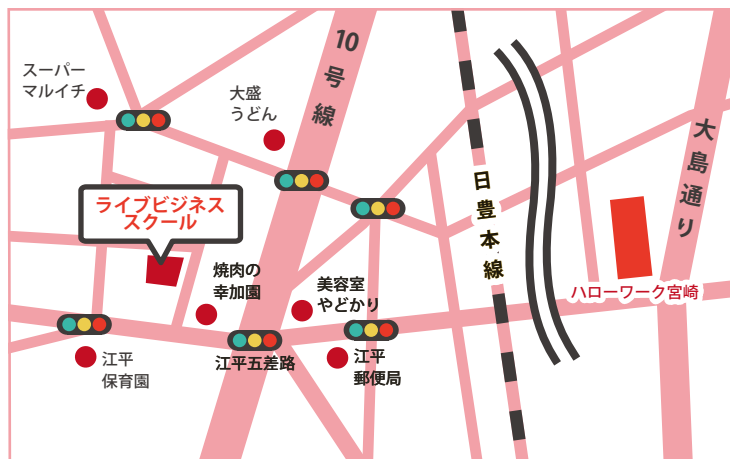 スーパー
マルイチ
大盛
うどん
10号線
大島通り
日豊本線
ライブビジネス
スクール
焼肉の
幸加園
美容室
やどかり
ハローワーク宮崎
江平
保育園
江平五差路
江平
郵便局